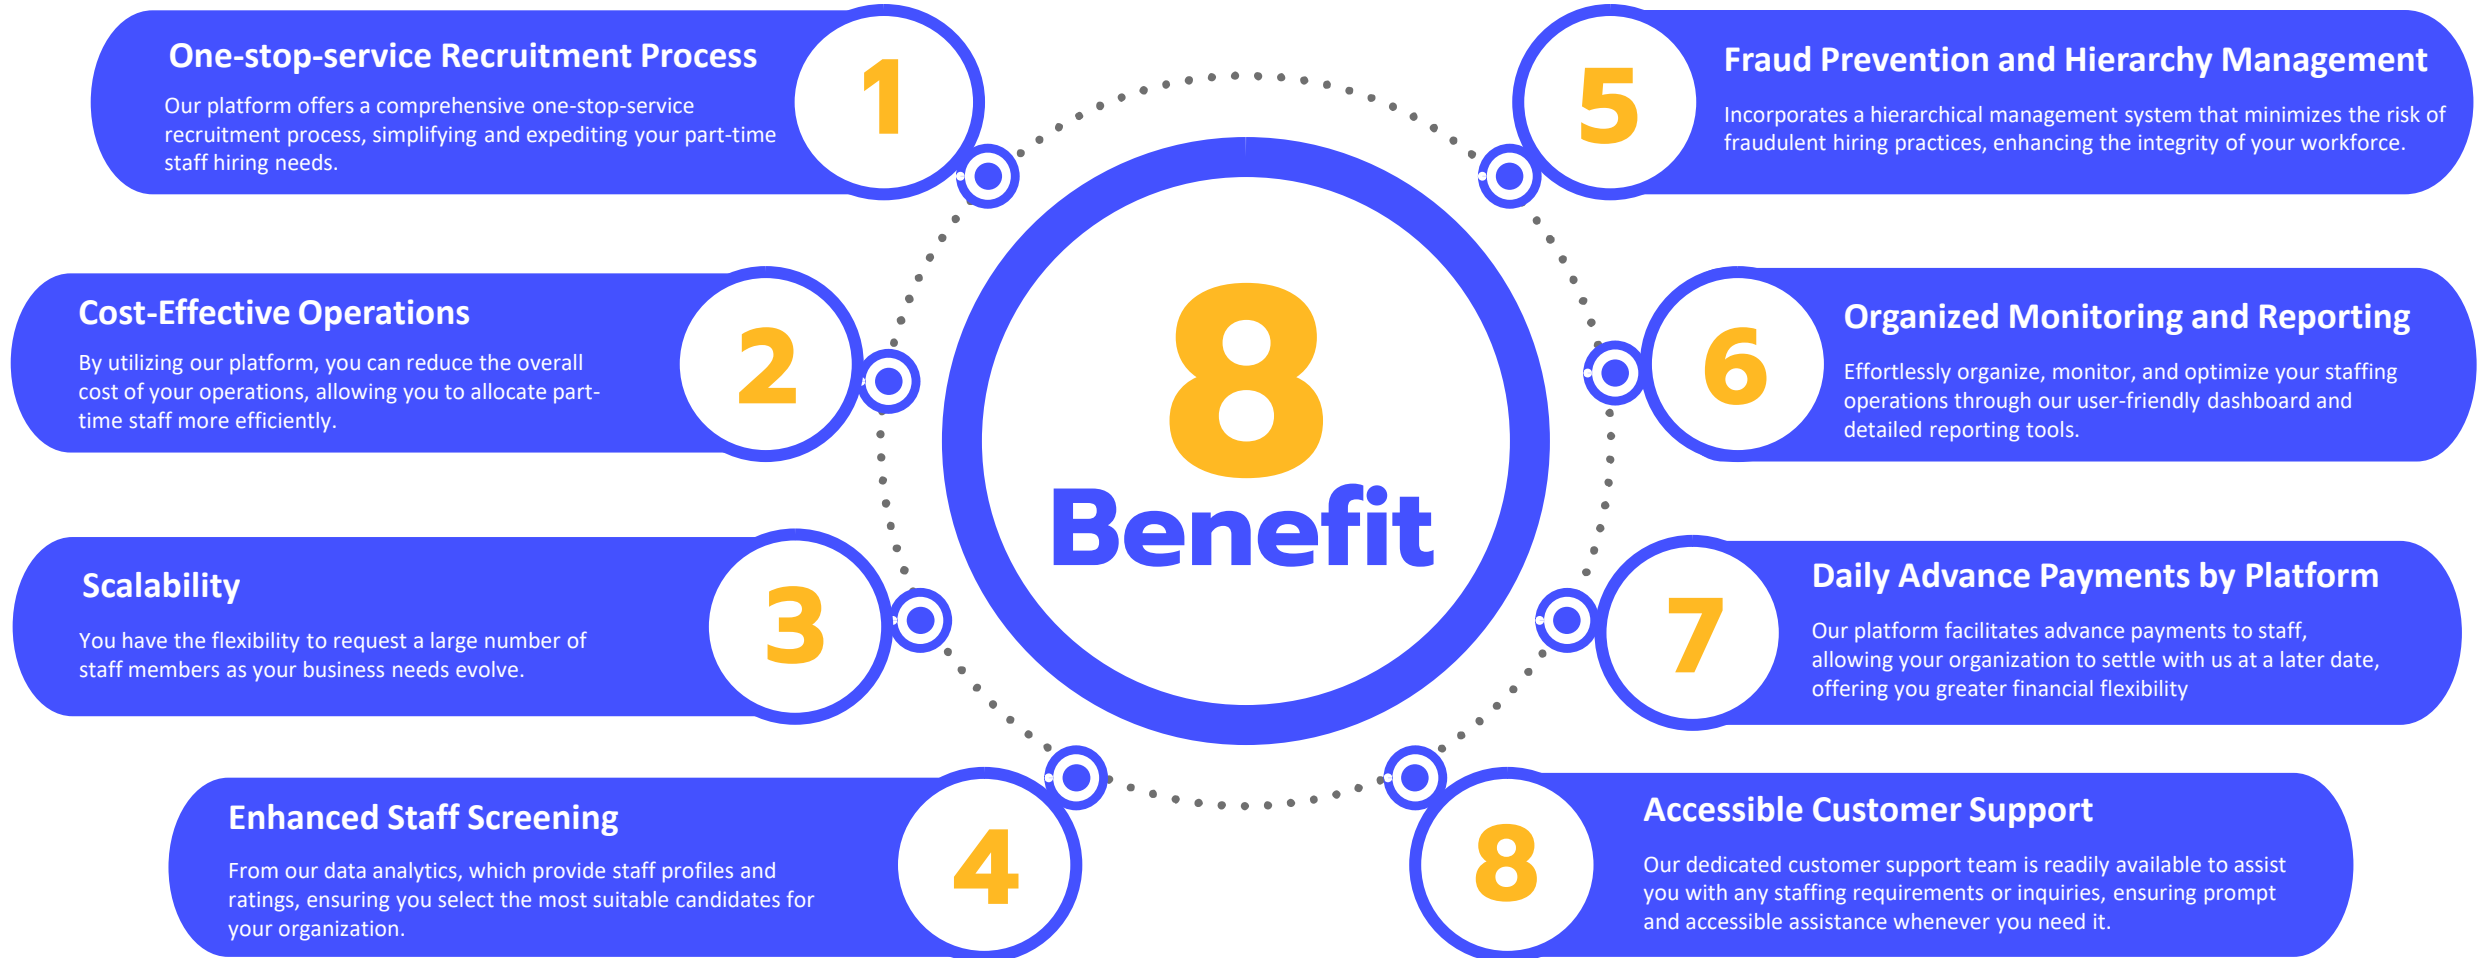 One-stop-service Recruitment Process
Our platform offers a comprehensive one-stop-service
recruitment process, simplifying and expediting your part-time
staff hiring needs.
1
Cost-Effective Operations
By utilizing our platform, you can reduce the overall
cost of your operations, allowing you to allocate part-
time staff more efficiently.
2
Scalability
You have the flexibility to request a large number of
staff members as your business needs evolve.
3
Enhanced Staff Screening
From our data analytics, which provide staff profiles and
ratings, ensuring you select the most suitable candidates for
your organization.
4
8
Benefit
5
Fraud Prevention and Hierarchy Management
Incorporates a hierarchical management system that minimizes the risk of
fraudulent hiring practices, enhancing the integrity of your workforce.
6
Organized Monitoring and Reporting
Effortlessly organize, monitor, and optimize your staffing
operations through our user-friendly dashboard and
detailed reporting tools.
7
Daily Advance Payments by Platform
Our platform facilitates advance payments to staff,
allowing your organization to settle with us at a later date,
offering you greater financial flexibility
8
Accessible Customer Support
Our dedicated customer support team is readily available to assist
you with any staffing requirements or inquiries, ensuring prompt
and accessible assistance whenever you need it.